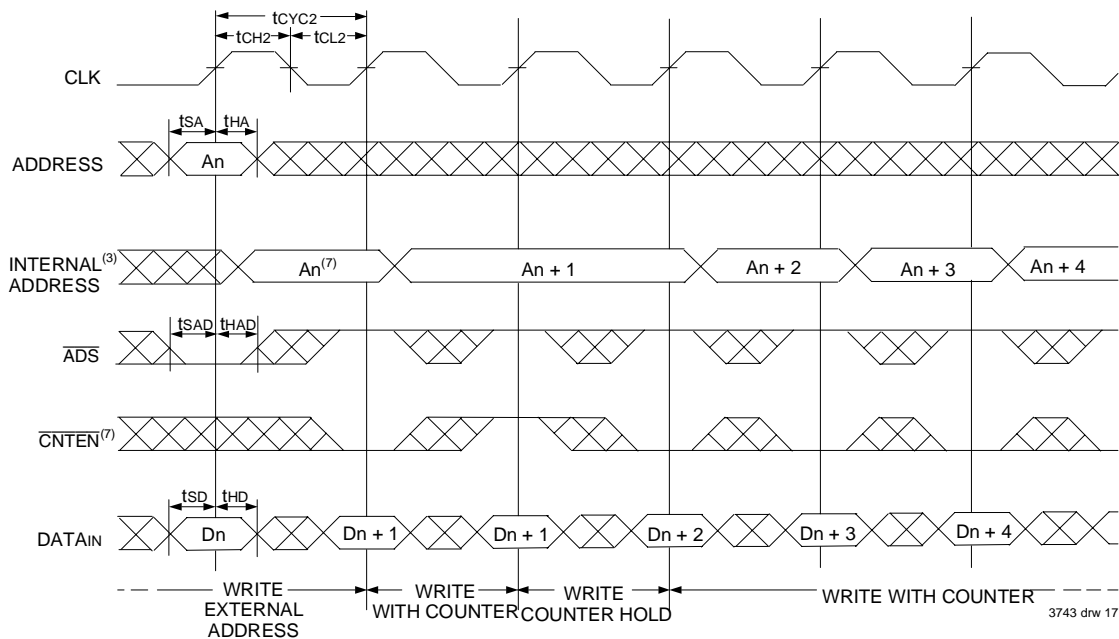 tCYC2
tCH2 tCL2
CLK
tSA tHA
ADDRESS An
INTERNAL(3) ADDRESS An(7) An + 1 An + 2 An + 3 An + 4
tSAD tHAD
ADS
CNTEN(7)
tSD tHD
DATAIN Dn Dn + 1 Dn + 1 Dn + 2 Dn + 3 Dn + 4
WRITE EXTERNAL ADDRESS
WRITE WITH COUNTER
WRITE COUNTER HOLD
WRITE WITH COUNTER
3743 drw 17